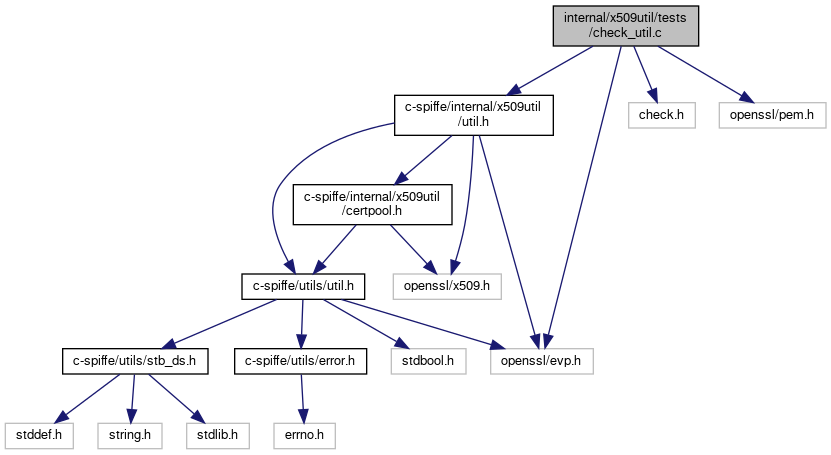 internal/x509util/tests
/check_util.c
c-spiffe/internal/x509util
/util.h
check.h
openssl/pem.h
c-spiffe/internal/x509util
/certpool.h
c-spiffe/utils/util.h
openssl/x509.h
c-spiffe/utils/stb_ds.h
c-spiffe/utils/error.h
stdbool.h
openssl/evp.h
stddef.h
string.h
stdlib.h
errno.h